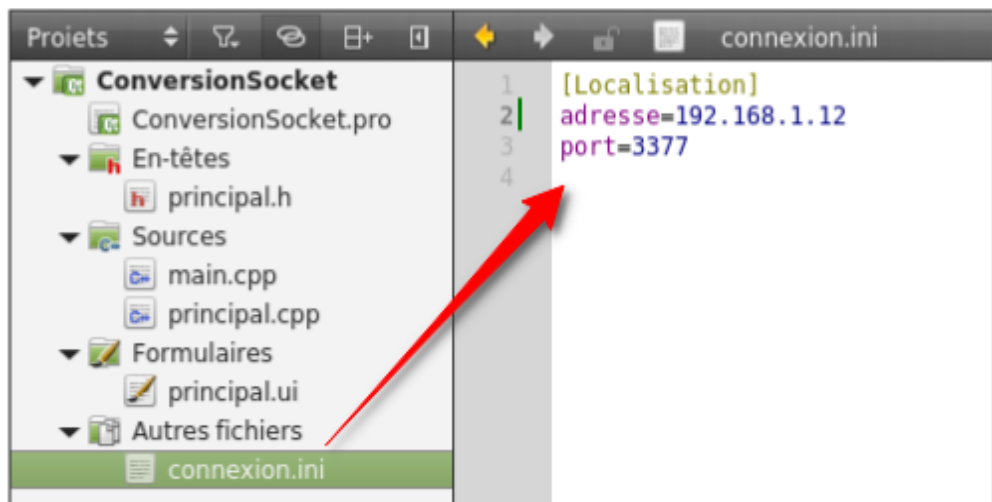 Projets
ConversionSocket
ConversionSocket.pro
En-têtes
principal.h
Sources
main.cpp
principal.cpp
Formulaires
principal.ui
Autres fichiers
connexion.ini
connexion.ini
1 [Localisation]
2 adresse=192.168.1.12
3 port=3377
4